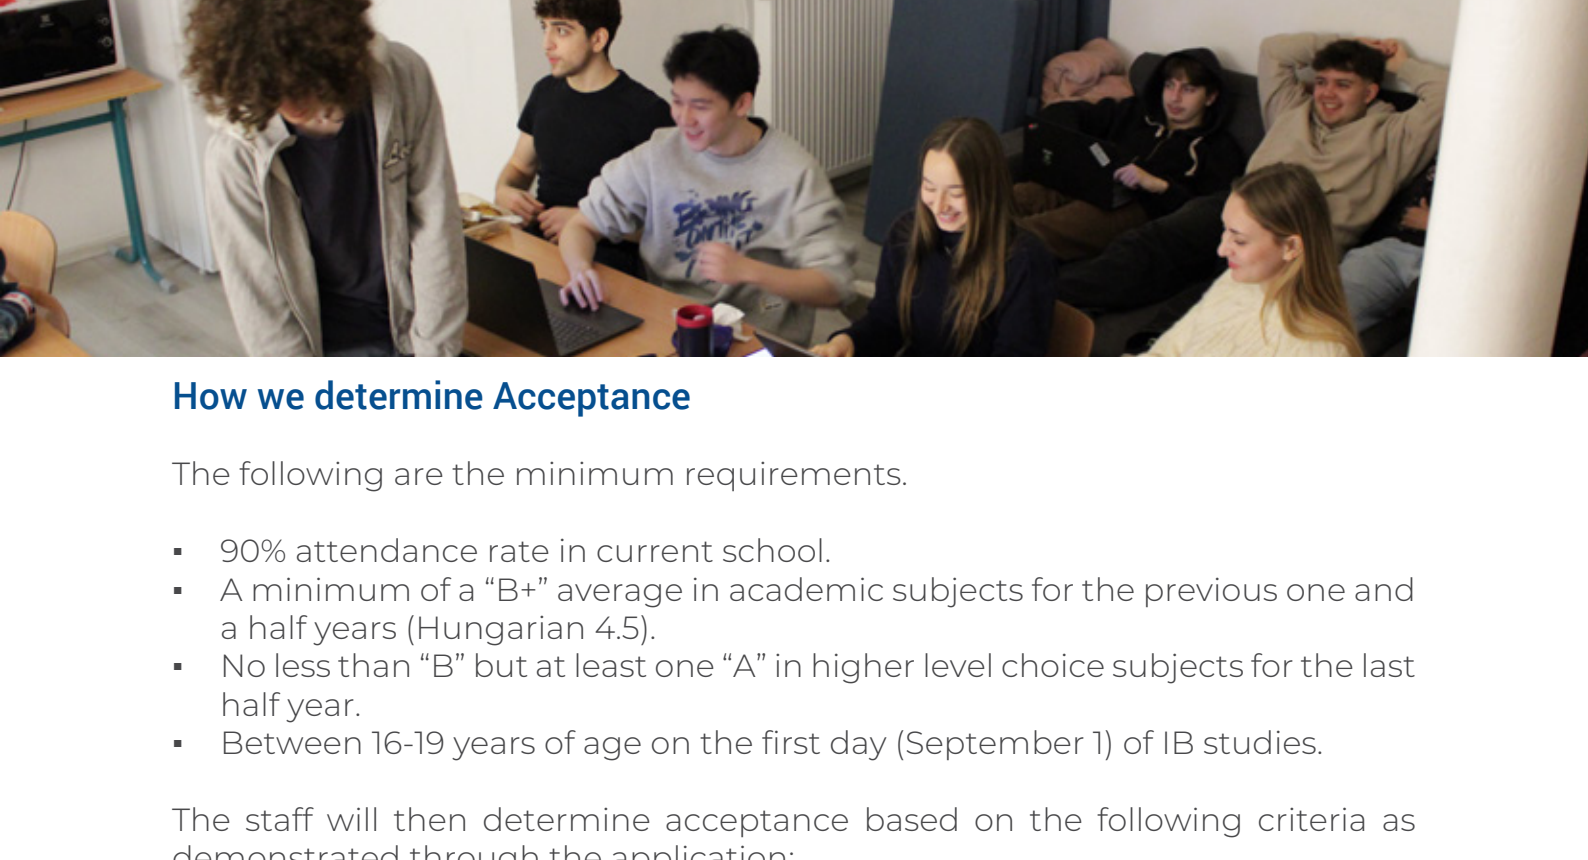 How we determine Acceptance
The following are the minimum requirements.
▪ 90% attendance rate in current school.
▪ A minimum of a “B+” average in academic subjects for the previous one and
a half years (Hungarian 4.5).
▪ No less than “B” but at least one “A” in higher level choice subjects for the last
half year.
▪ Between 16-19 years of age on the first day (September 1) of IB studies.
The staff will then determine acceptance based on the following criteria as
demonstrated through the application: